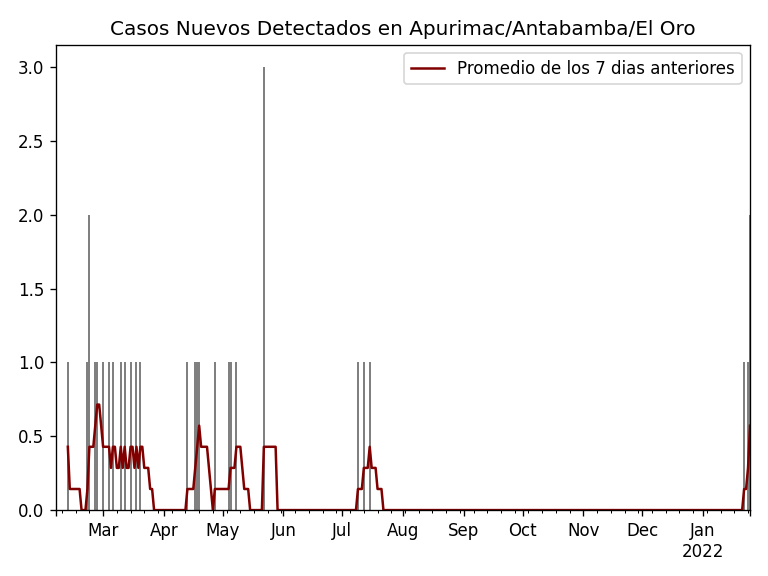 Casos Nuevos Detectados en Apurimac/Antabamba/El Oro
Promedio de los 7 dias anteriores
3.0
2.5
2.0
1.5
1.0
0.5
0.0
Mar Apr May Jun Jul Aug Sep Oct Nov Dec Jan
2022